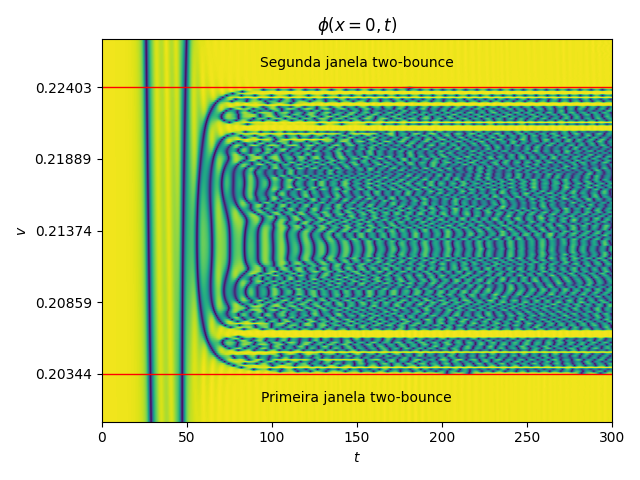 ϕ(x = 0, t)
Segunda janela two-bounce
0.22403
0.21889
0.21374
0.20859
0.20344
v
Primeira janela two-bounce
0 50 100 150 200 250 300
t